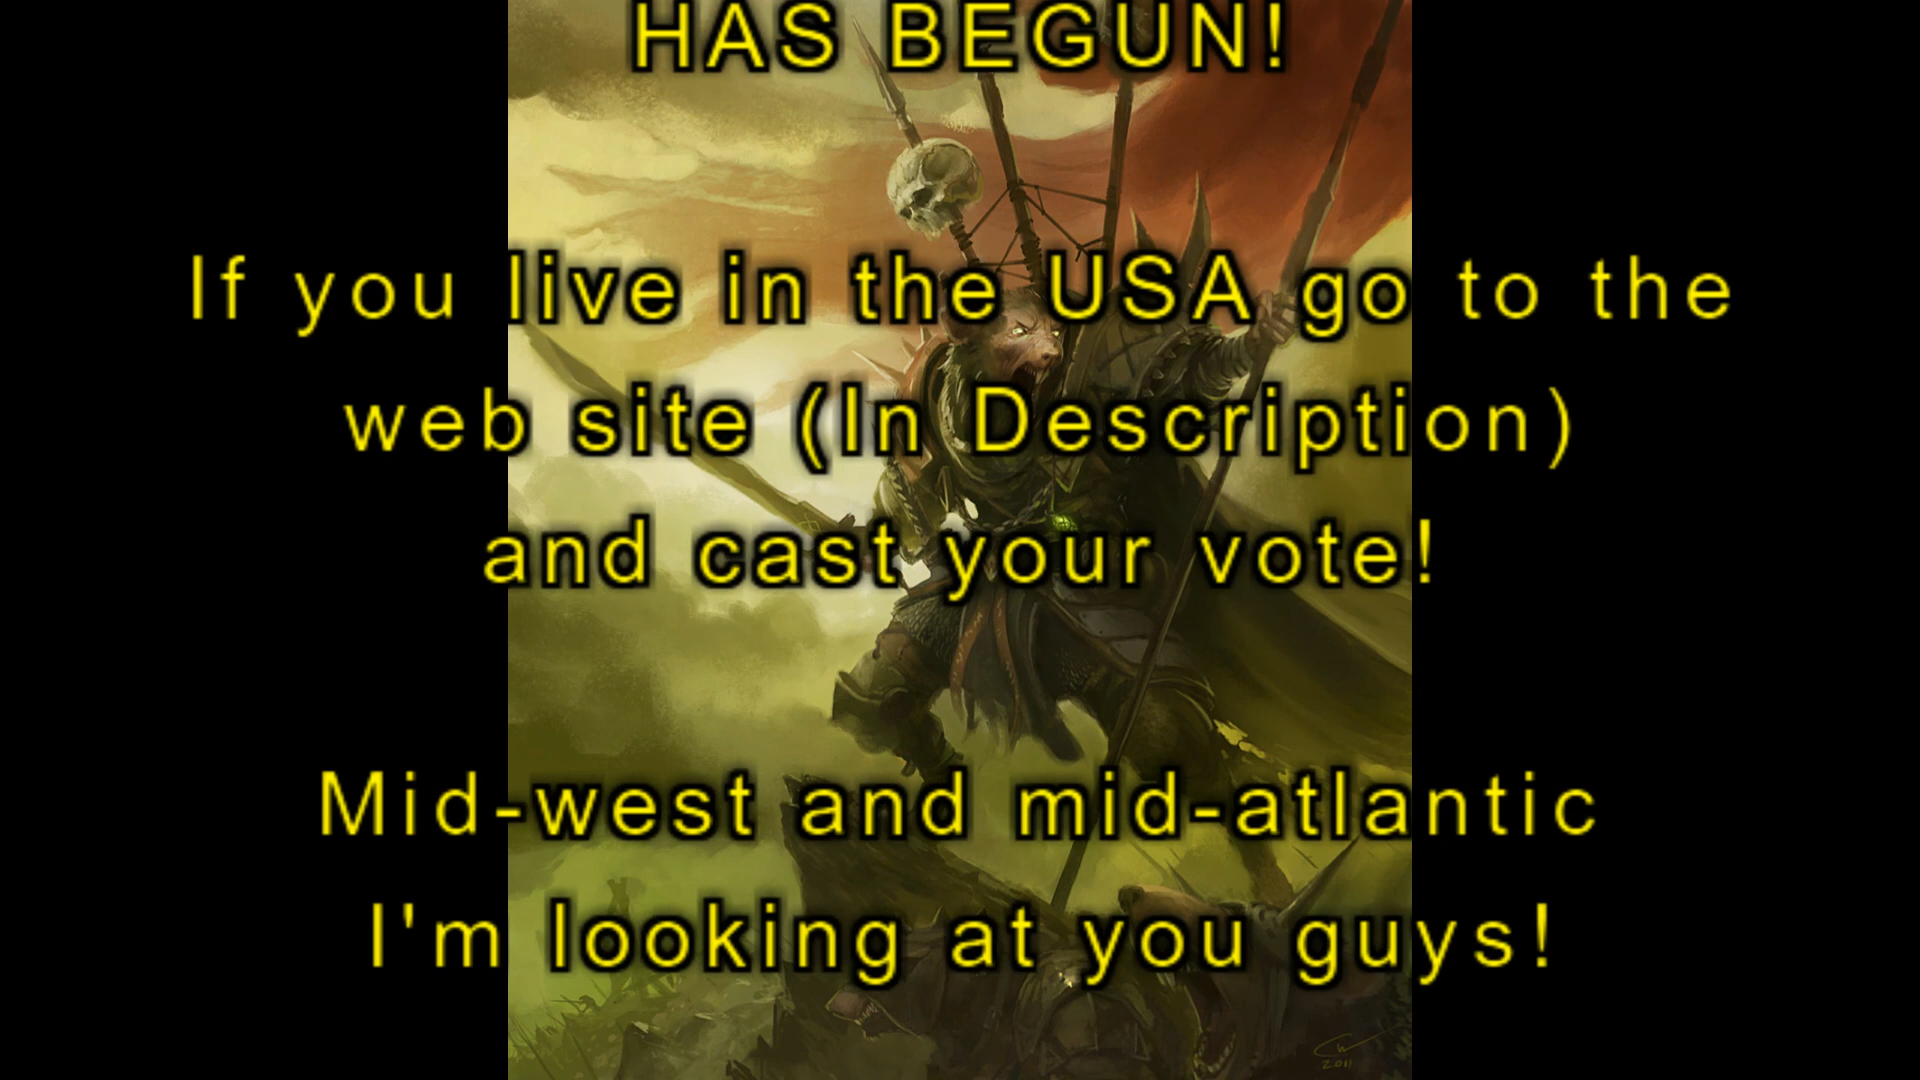 HAS BEGUN!
If you live in the USA go to the
web site (In Description)
and cast your vote!
Mid-west and mid-atlantic
I'm looking at you guys!
2011